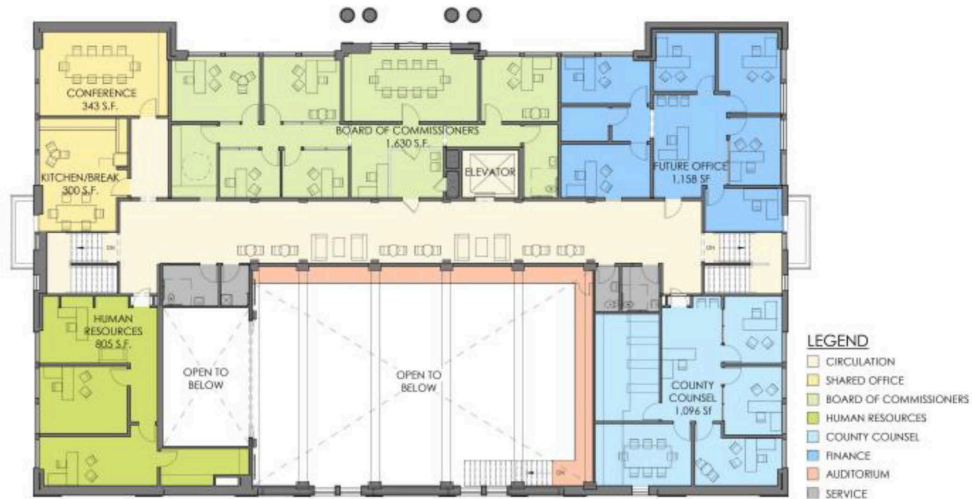 CONFERENCE
343 S.F.
BOARD OF COMMISSIONERS
1,630 S.F.
KITCHEN/BREAK
300 S.F.
ELEVATOR
FUTURE OFFICE
1,158 SF
DN
DN
HUMAN
RESOURCES
805 S.F.
OPEN TO
BELOW
OPEN TO
BELOW
COUNTY
COUNSEL
1,096 Sf
DN
LEGEND
CIRCULATION
SHARED OFFICE
BOARD OF COMMISSIONERS
HUMAN RESOURCES
COUNTY COUNSEL
FINANCE
AUDITORIUM
SERVICE